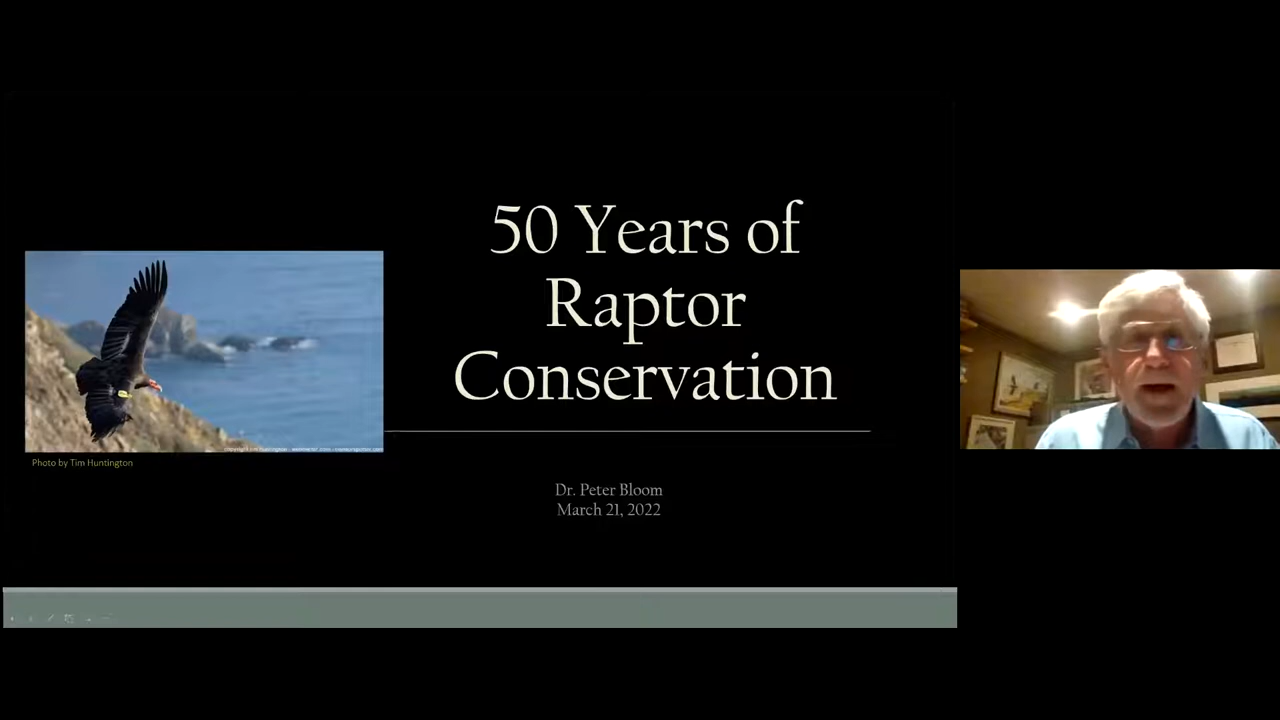 50 Years of
Raptor
Conservation
Photo by Tim Huntington
Dr. Peter Bloom
March 21, 2022